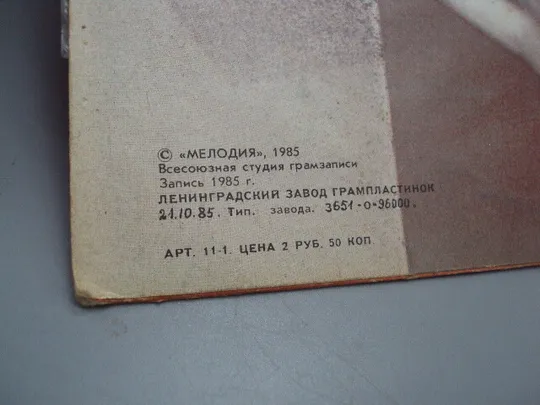 © «МЕЛОДИЯ», 1985
Всесоюзная студия грамзаписи
Запись 1985 г.
ЛЕНИНГРАДСКИЙ ЗАВОД ГРАМПЛАСТИНОК
21.10.85. Тип. завода. 3651-0-96000.
АРТ. 11-1. ЦЕНА 2 РУБ. 50 КОП